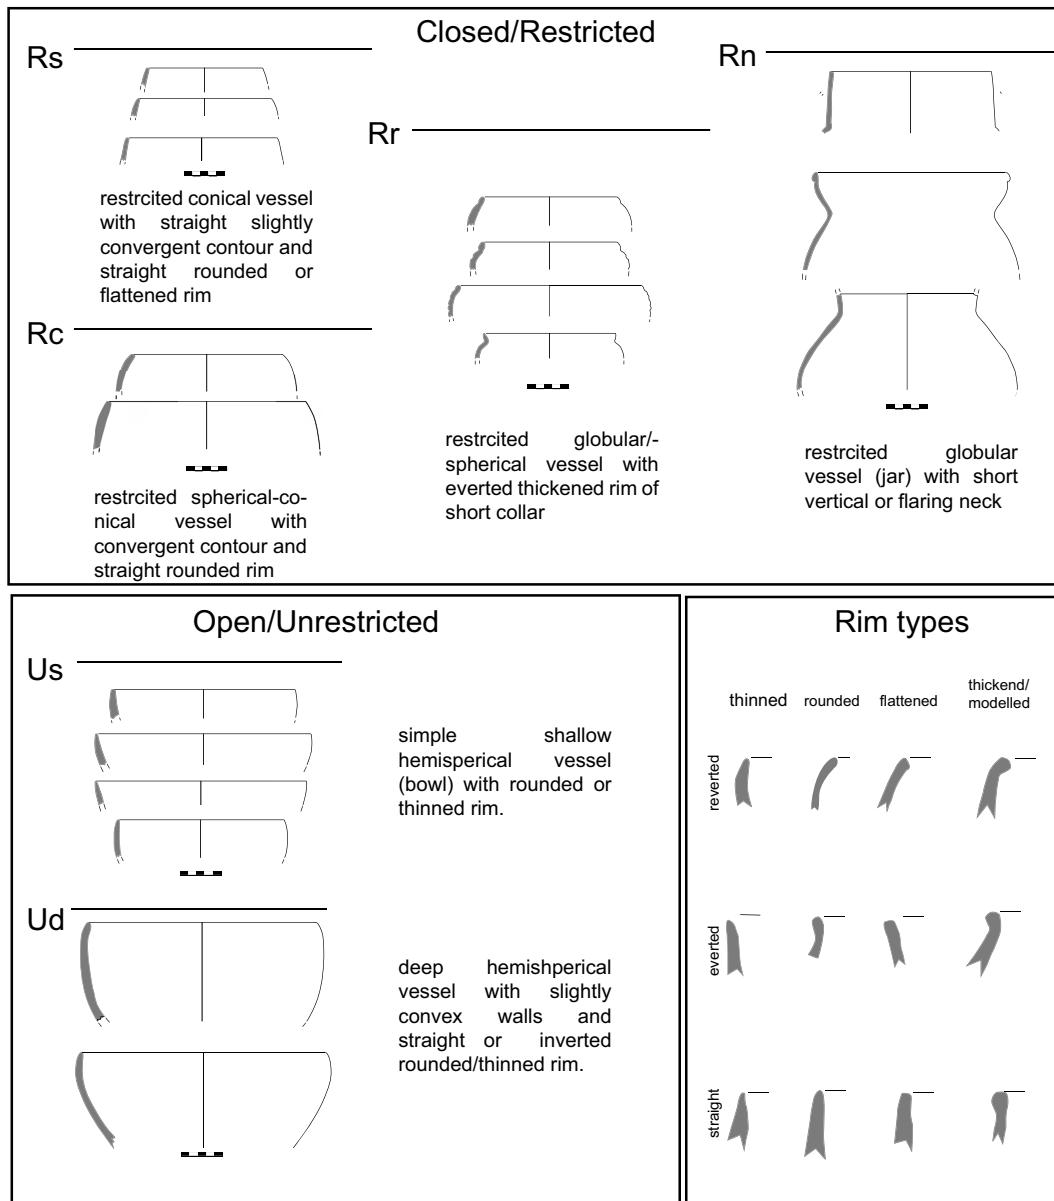 Closed/Restricted
Rs
restrcited conical vessel
with straight slightly
convergent contour and
straight rounded or
flattened rim
Rc
restrcited spherical-co-
nical vessel with
convergent contour and
straight rounded rim
Rr
restrcited globular/-
spherical vessel with
everted thickened rim of
short collar
Rn
restrcited globular
vessel (jar) with short
vertical or flaring neck
Open/Unrestricted
Us
simple shallow
hemisperical vessel
(bowl) with rounded or
thinned rim.
Ud
deep hemishperical
vessel with slightly
convex walls and
straight or inverted
rounded/thinned rim.
Rim types
thinned
rounded
flattened
thickend/
modelled
reverted
everted
straight